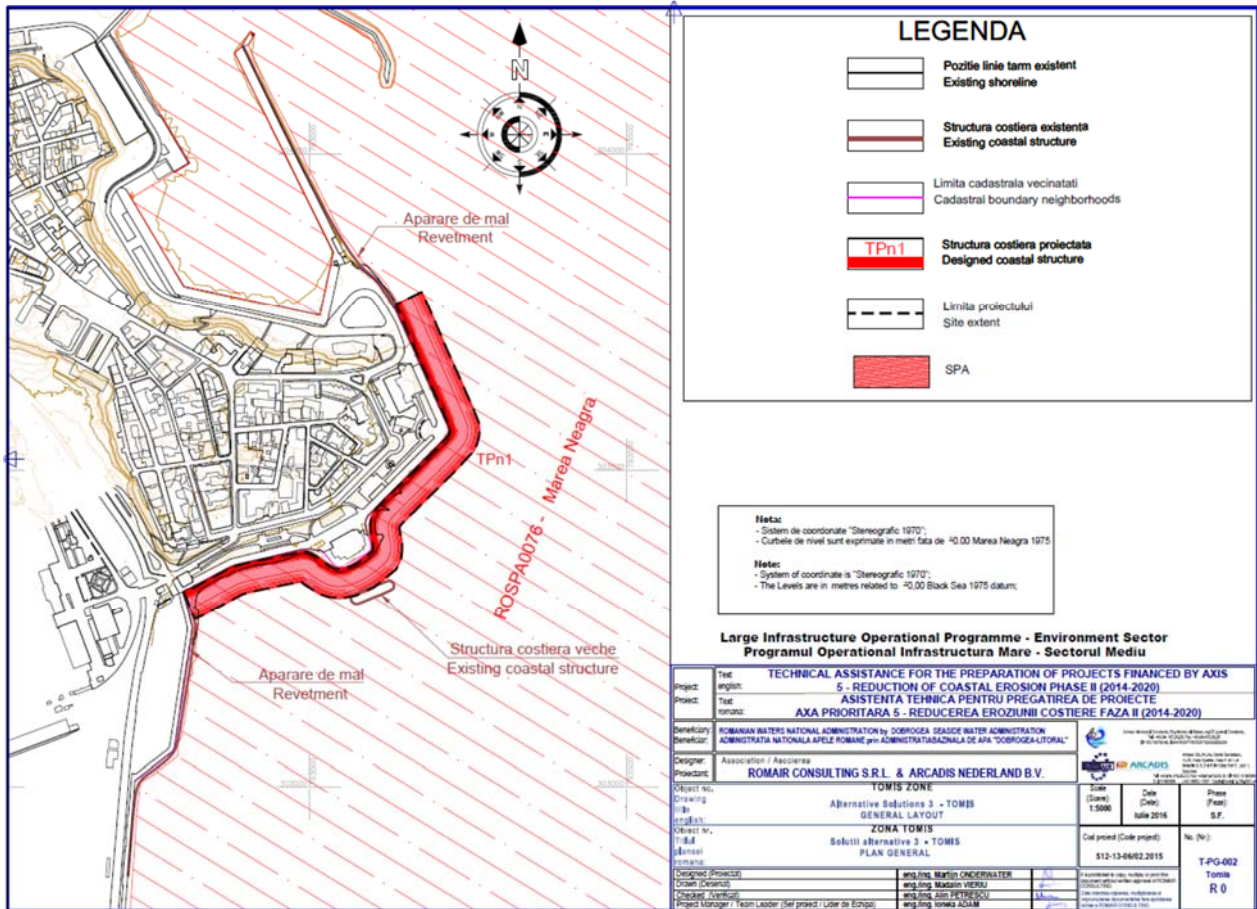 LEGENDA
Pozitie linie tarm existent
Existing shoreline
Structura costiera existenta
Existing coastal structure
Limita cadastrala vecinatati
Cadastral boundary neighborhoods
TPn1
Structura costiera proiectata
Designed coastal structure
Limita proiectului
Site extent
SPA
N
Aparare de mal
Revetment
TPn1
ROSPA0076 - Marea Neagra
Structura costiera veche
Existing coastal structure
Aparare de mal
Revetment
Nota:
- Sistem de coordonate "Stereografic 1970";
- Curbele de nivel sunt exprimate in metri fata de ±0.00 Marea Neagra 1975
Note:
- System of coordinate is "Stereografic 1970";
- The Levels are in metres related to ±0,00 Black Sea 1975 datum;
Large Infrastructure Operational Programme - Environment Sector
Programul Operational Infrastructura Mare - Sectorul Mediu
Project:
Text english:
TECHNICAL ASSISTANCE FOR THE PREPARATION OF PROJECTS FINANCED BY AXIS
5 - REDUCTION OF COASTAL EROSION PHASE II (2014-2020)
Project:
Text romana:
ASISTENTA TEHNICA PENTRU PREGATIREA DE PROIECTE
AXA PRIORITARA 5 - REDUCEREA EROZIUNII COSTIERE FAZA II (2014-2020)
Beneficiary:
ROMANIAN WATERS NATIONAL ADMINISTRATION by DOBROGEA SEASIDE WATER ADMINISTRATION
Beneficiar:
ADMINISTRATIA NATIONALA APELE ROMANE prin ADMINISTRATIA BAZINALA DE APA "DOBROGEA-LITORAL"
Designer:
Proiectant:
Association / Asocierea
ROMAIR CONSULTING S.R.L. & ARCADIS NEDERLAND B.V.
ARCADIS
Object no.
Drawing title english:
TOMIS ZONE
Alternative Solutions 3 - TOMIS
GENERAL LAYOUT
Object nr.
Titlul plansei romana:
ZONA TOMIS
Solutii alternative 3 - TOMIS
PLAN GENERAL
Scale
(Scara):
1:5000
Date
(Data):
Iulie 2016
Phase
(Faza):
S.F.
Cod proiect (Code project):
512-13-06/02.2015
No. (Nr.):
T-PG-002
Tomis
R 0
Designed (Proiectat)
eng./ing. Martijn ONDERWATER
Drawn (Desenat)
eng./ing. Madalin VIERIU
Checked (Verificat)
eng./ing. Alin PETRESCU
Project Manager / Team Leader (Sef proiect / Lider de Echipa)
eng./ing. Ionela ADAM